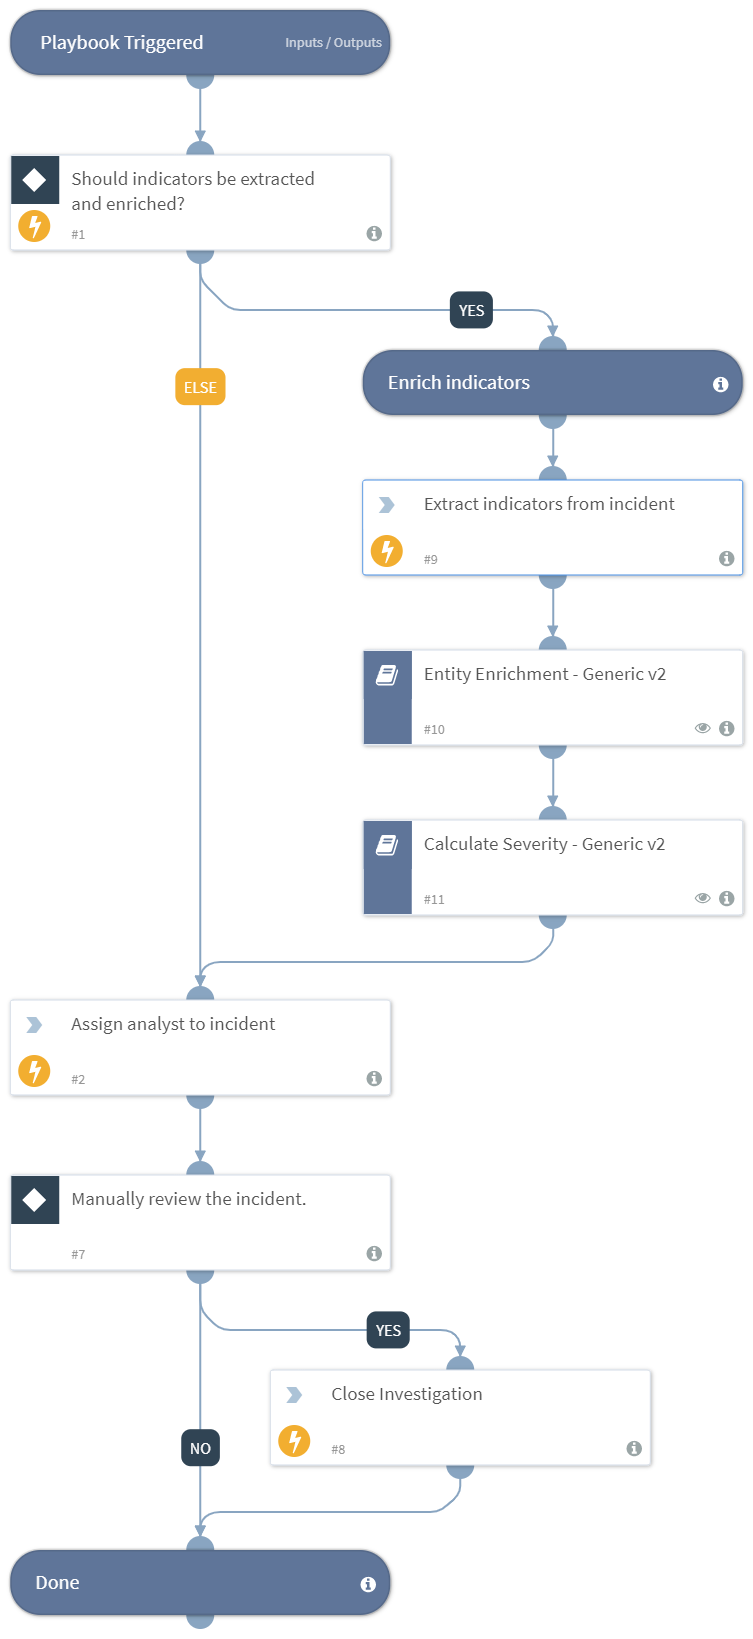 Playbook Triggered
Inputs / Outputs
Should indicators be extracted
and enriched?
#1
YES
ELSE
Enrich indicators
Extract indicators from incident
#9
Entity Enrichment - Generic v2
#10
Calculate Severity - Generic v2
#11
Assign analyst to incident
#2
Manually review the incident.
#7
YES
Close Investigation
#8
NO
Done